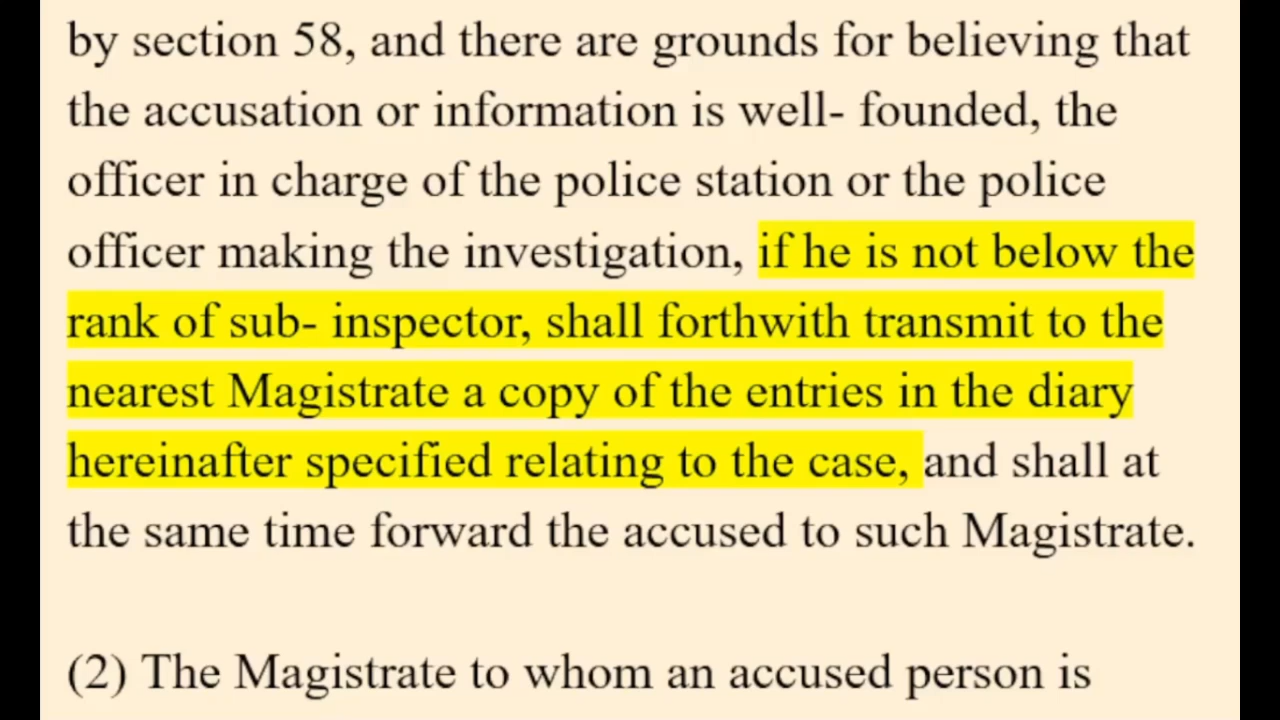 by section 58, and there are grounds for believing that
the accusation or information is well- founded, the
officer in charge of the police station or the police
officer making the investigation, if he is not below the
rank of sub- inspector, shall forthwith transmit to the
nearest Magistrate a copy of the entries in the diary
hereinafter specified relating to the case, and shall at
the same time forward the accused to such Magistrate.
(2) The Magistrate to whom an accused person is